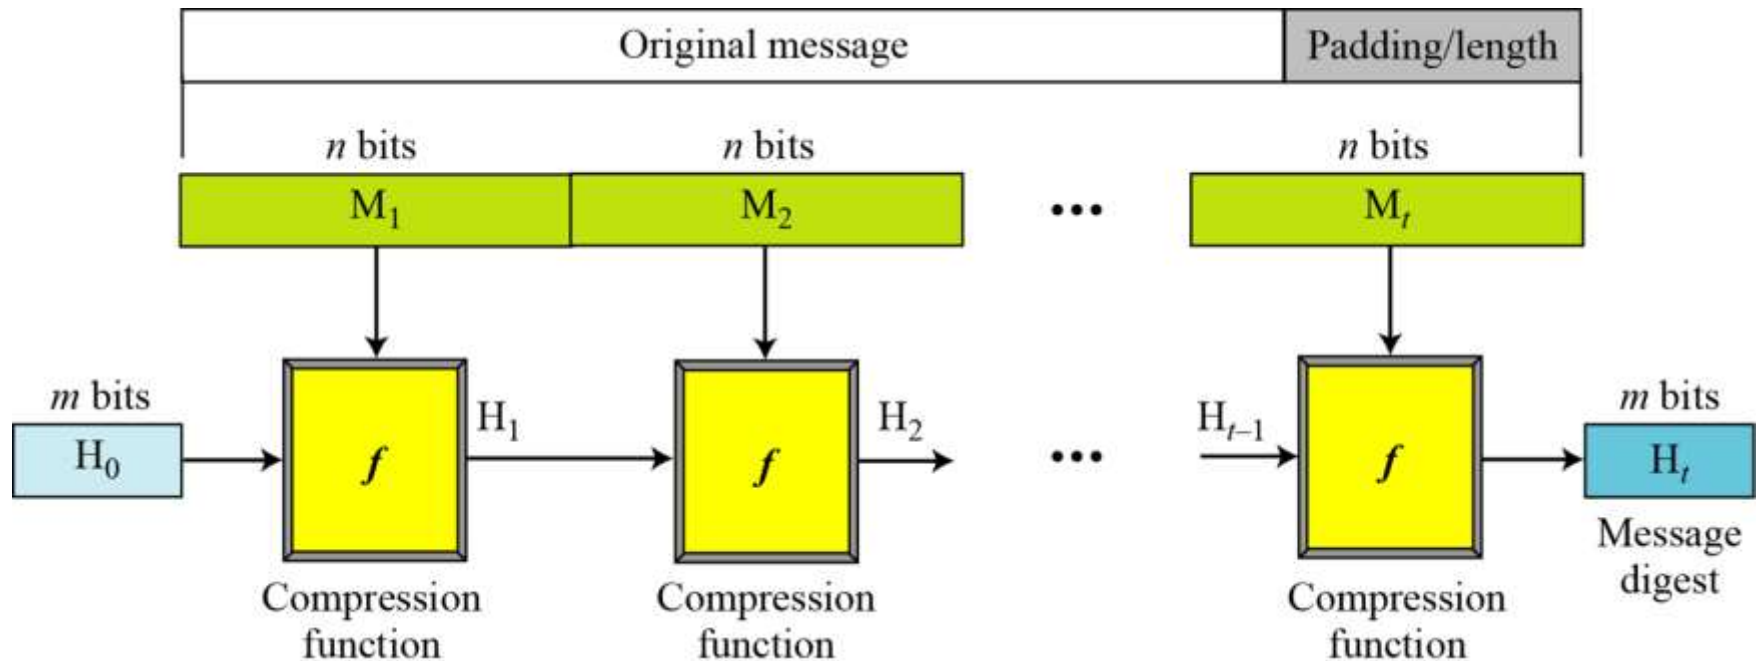 Original message
Padding/length
n bits
n bits
n bits
M₁
M₂
•••
Mₜ
m bits
H₀
f
H₁
f
H₂
•••
Hₜ₋₁
f
m bits
Hₜ
Compression
function
Compression
function
Compression
function
Message
digest